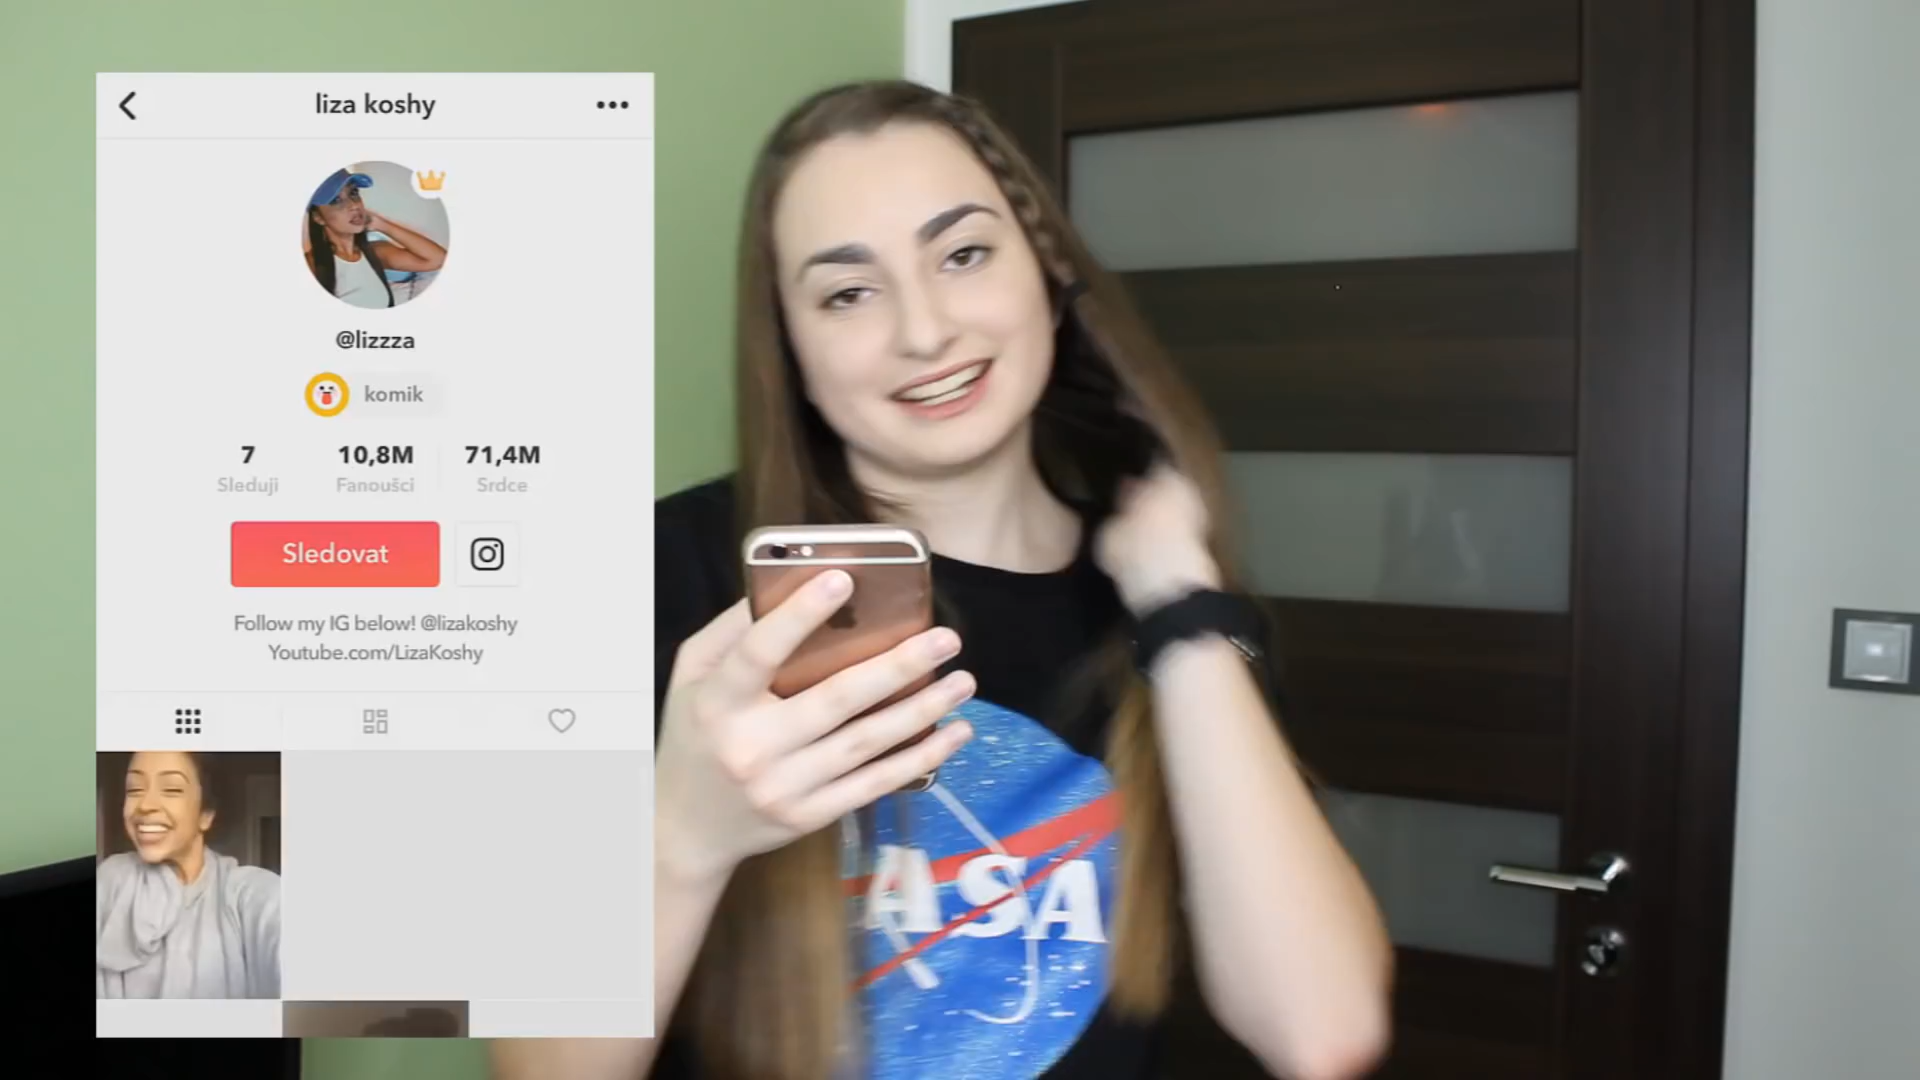 liza koshy
@lizzza
komik
7 10,8M 71,4M
Sleduji Fanoušci Srdce
Sledovat
Follow my IG below! @lizakoshy
Youtube.com/LizaKoshy
ASA